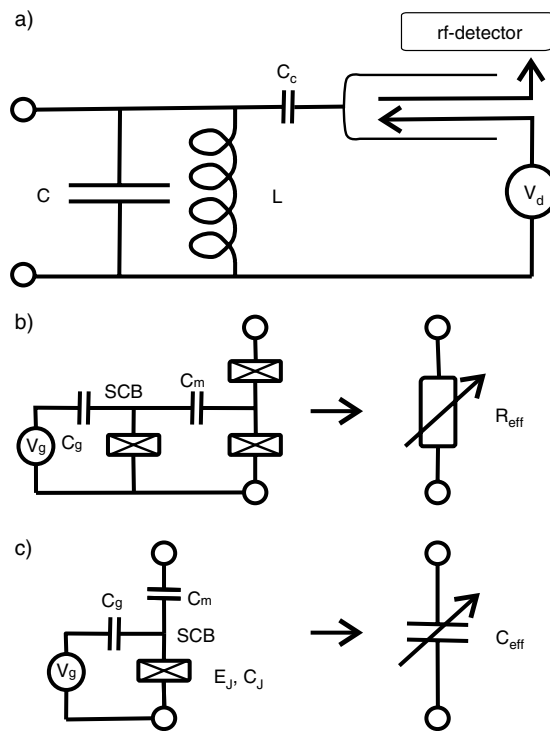 a)
rf-detector
C_c
C
L
V_d
b)
SCB
C_m
V_g
C_g
R_eff
c)
C_m
C_g
SCB
V_g
E_J, C_J
C_eff